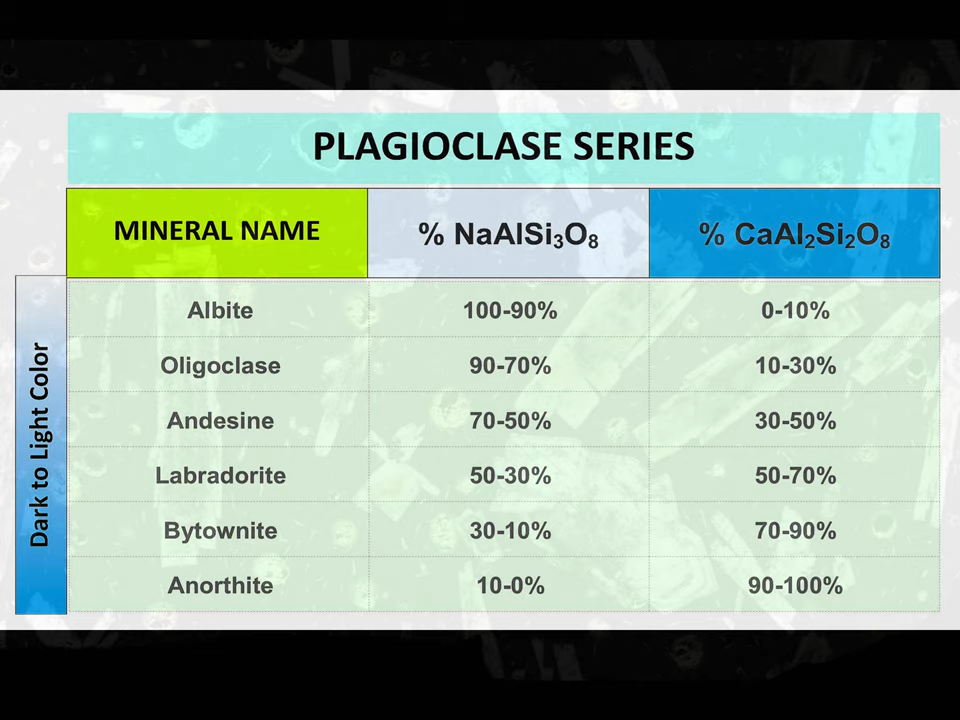 PLAGIOCLASE SERIES
MINERAL NAME % NaAlSi₃O₈ % CaAl₂Si₂O₈
Dark to Light Color
Albite 100-90% 0-10%
Oligoclase 90-70% 10-30%
Andesine 70-50% 30-50%
Labradorite 50-30% 50-70%
Bytownite 30-10% 70-90%
Anorthite 10-0% 90-100%